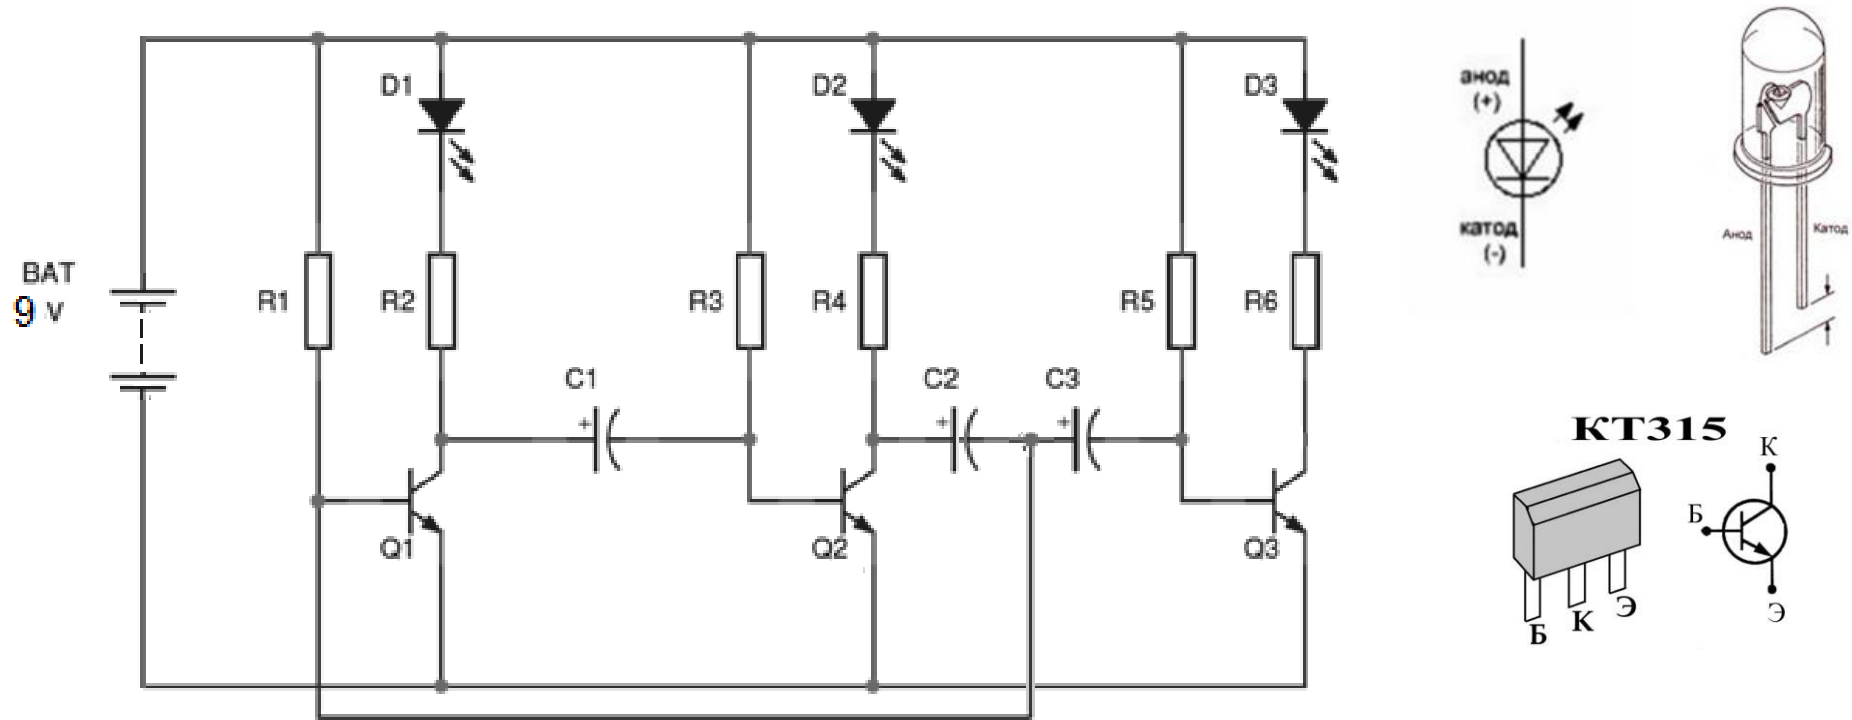 D1
D2
D3
BAT
9 V
R1
R2
R3
R4
R5
R6
C1
C2
C3
+
+
+
Q1
Q2
Q3
анод
(+)
катод
(-)
Анод
Катод
КТ315
Б
К
Э
К
Б
Э